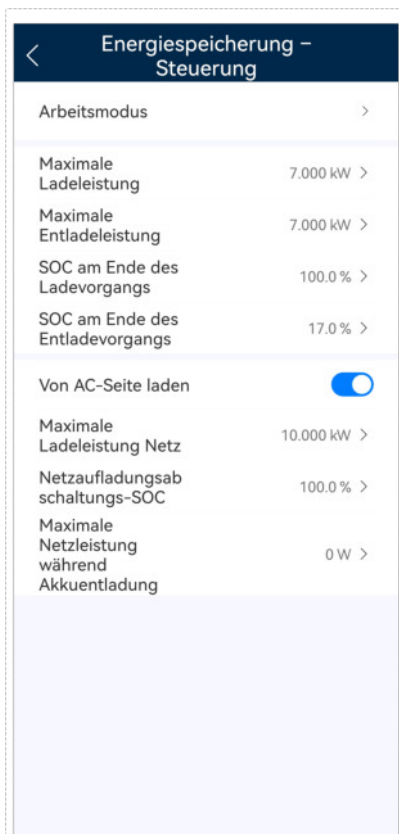 Energiespeicherung –
Steuerung
Arbeitsmodus
Maximale
Ladeleistung
7.000 kW
Maximale
Entladeleistung
7.000 kW
SOC am Ende des
Ladevorgangs
100.0 %
SOC am Ende des
Entladevorgangs
17.0 %
Von AC-Seite laden
Maximale
Ladeleistung Netz
10.000 kW
Netzaufladungsab
schaltungs-SOC
100.0 %
Maximale
Netzleistung
während
Akkuentladung
0 W